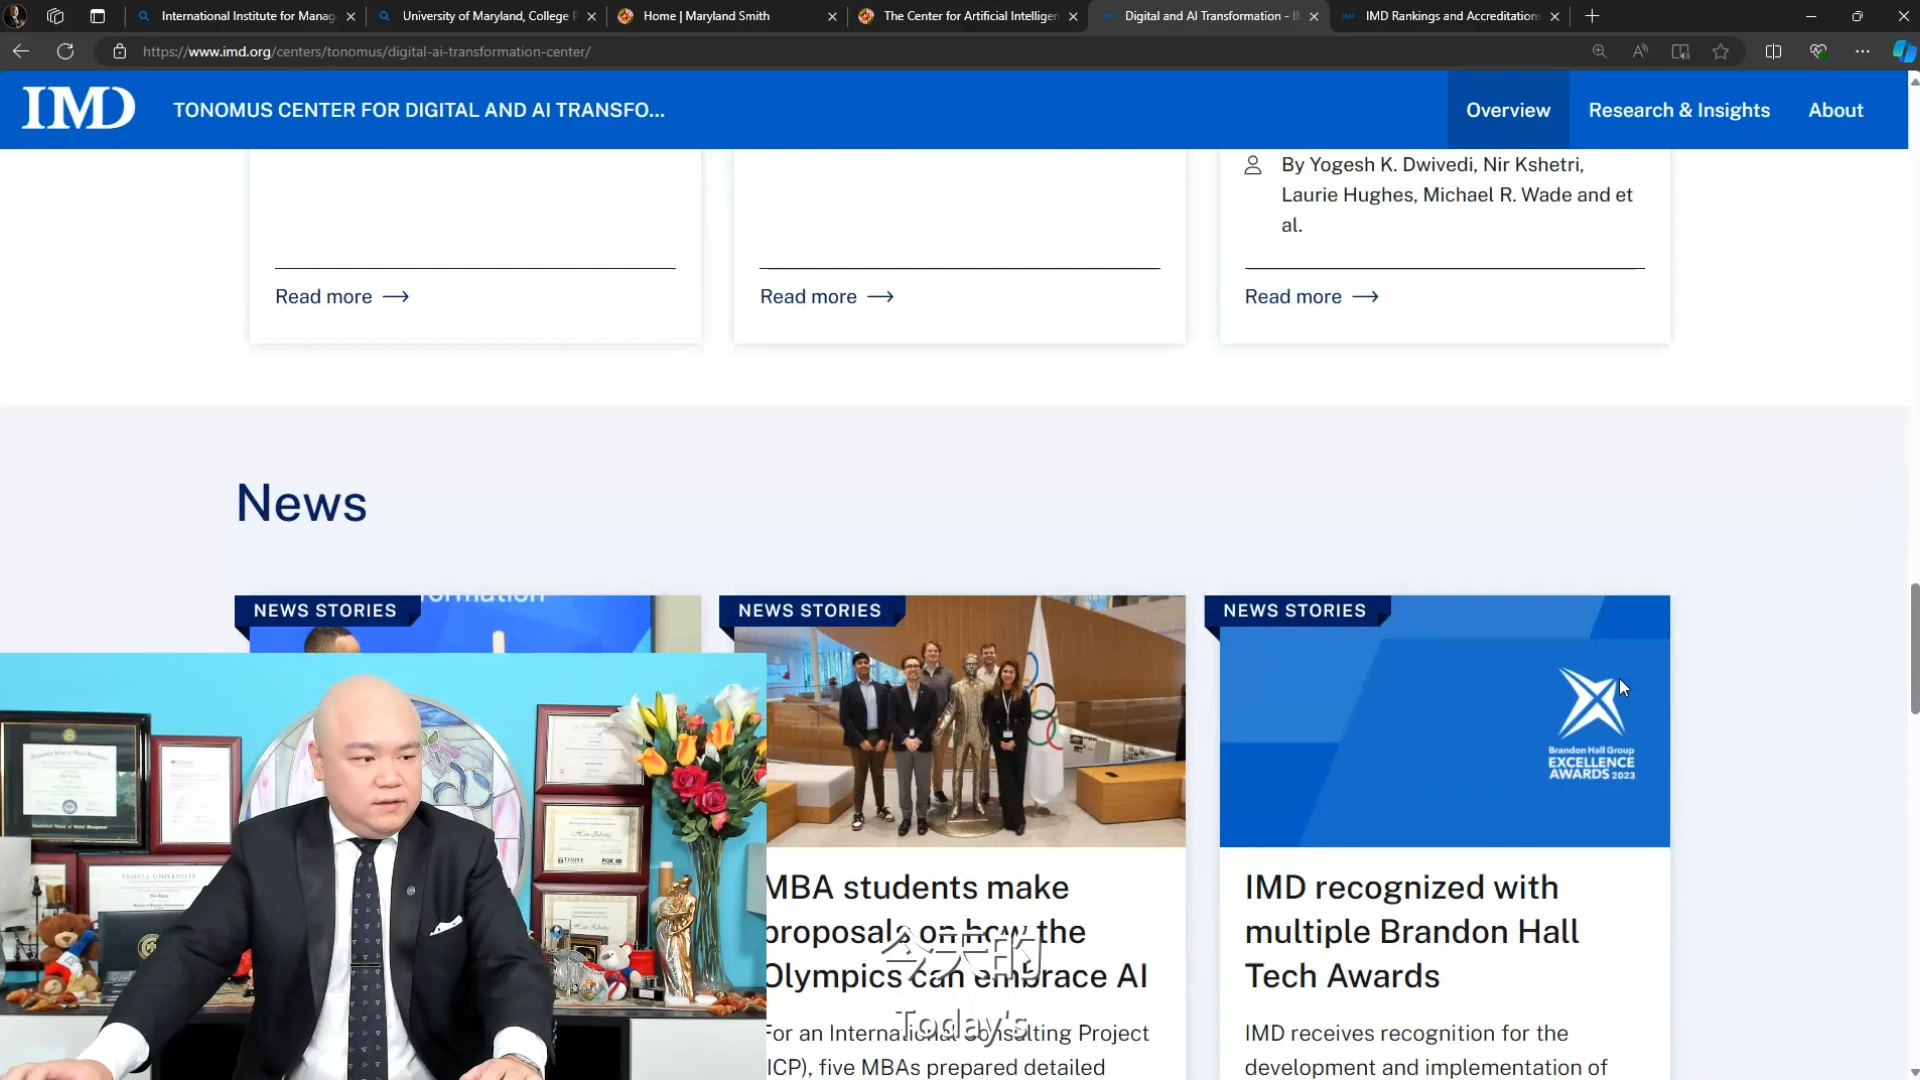 International Institute for Manag
University of Maryland, College P
Home | Maryland Smith
The Center for Artificial Intelligen
Digital and AI Transformation - I
IMD Rankings and Accreditations
https://www.imd.org/centers/tonomus/digital-ai-transformation-center/
IMD
TONOMUS CENTER FOR DIGITAL AND AI TRANSFO...
Overview
Research & Insights
About
By Yogesh K. Dwivedi, Nir Kshetri,
Laurie Hughes, Michael R. Wade and et
al.
Read more
Read more
Read more
News
NEWS STORIES
NEWS STORIES
NEWS STORIES
Brandon Hall Group
EXCELLENCE
AWARDS 2023
TEMPLE UNIVERSITY
MBA students make
proposals on how the
Olympics can embrace AI
For an International Consulting Project
ICP), five MBAs prepared detailed
IMD recognized with
multiple Brandon Hall
Tech Awards
IMD receives recognition for the
development and implementation of
今天的
Today's